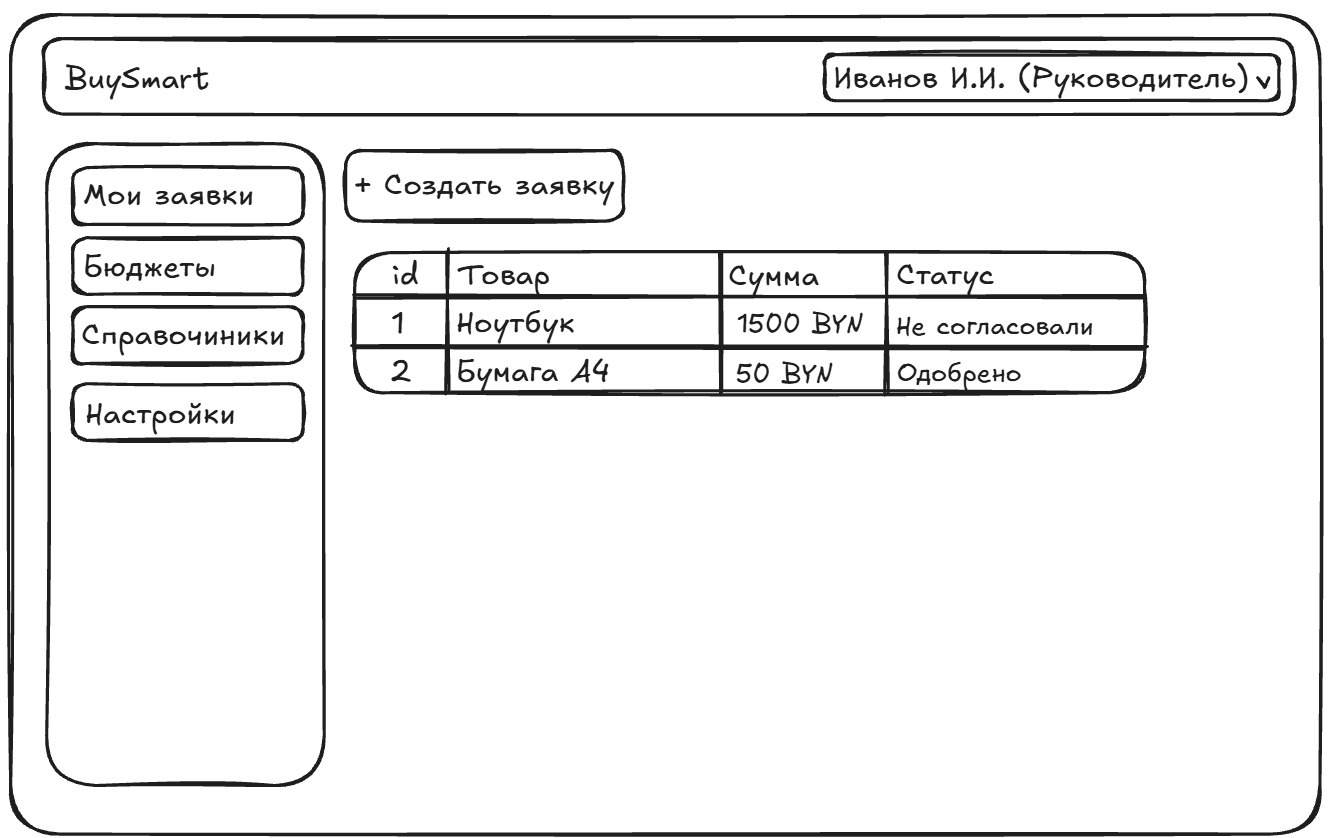 BuySmart
Иванов И.И. (Руководитель) v
Мои заявки
Бюджеты
Справочиники
Настройки
+ Создать заявку
id Товар Сумма Статус
1 Ноутбук 1500 BYN Не согласовали
2 Бумага A4 50 BYN Одобрено